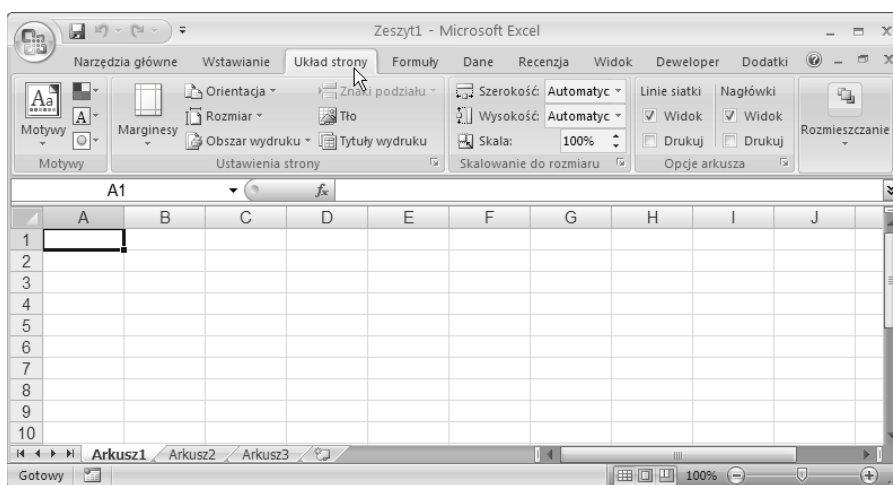 Zeszyt1 - Microsoft Excel
Narzędzia główne Wstawianie Układ strony Formuły Dane Recenzja Widok Deweloper Dodatki
Aa Motywy
A
Motywy
Marginesy
Orientacja
Rozmiar
Obszar wydruku
Znaki podziału
Tło
Tytuły wydruku
Ustawienia strony
Szerokość: Automatyc
Wysokość: Automatyc
Skala: 100%
Skalowanie do rozmiaru
Linie siatki
Widok
Drukuj
Nagłówki
Widok
Drukuj
Opcje arkusza
Rozmieszczanie
A1 fx
A B C D E F G H I J
1
2
3
4
5
6
7
8
9
10
Arkusz1 Arkusz2 Arkusz3
Gotowy 100%